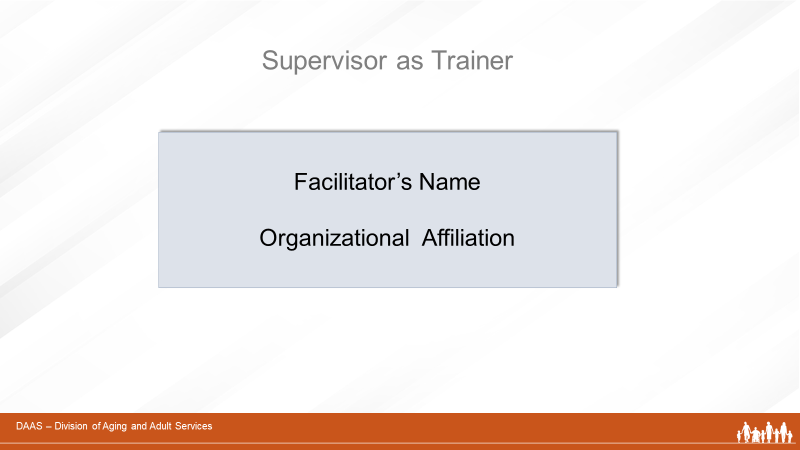 Supervisor as Trainer
Facilitator’s Name
Organizational Affiliation
DAAS – Division of Aging and Adult Services